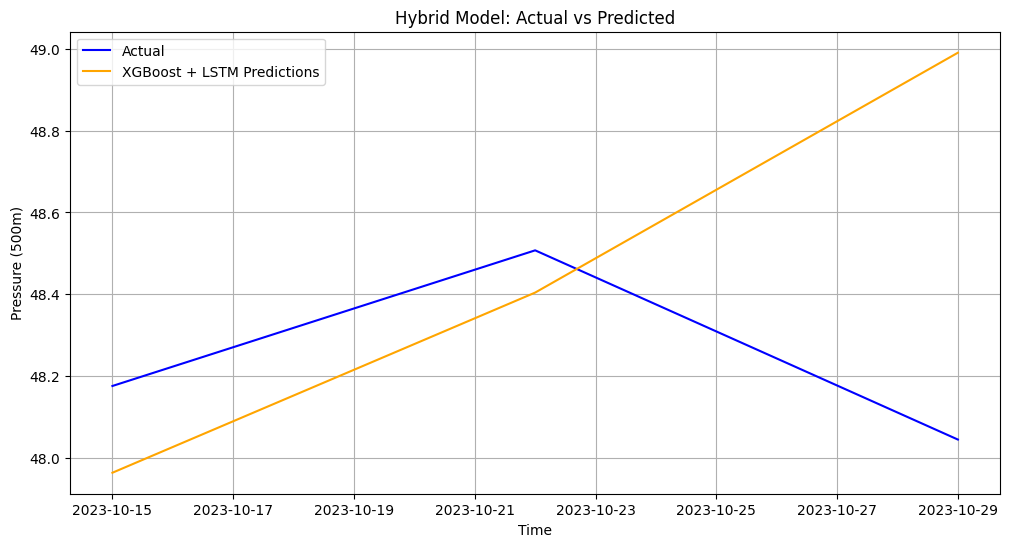 Hybrid Model: Actual vs Predicted
Actual
XGBoost + LSTM Predictions
49.0
48.8
48.6
48.4
48.2
48.0
Pressure (500m)
2023-10-15 2023-10-17 2023-10-19 2023-10-21 2023-10-23 2023-10-25 2023-10-27 2023-10-29
Time